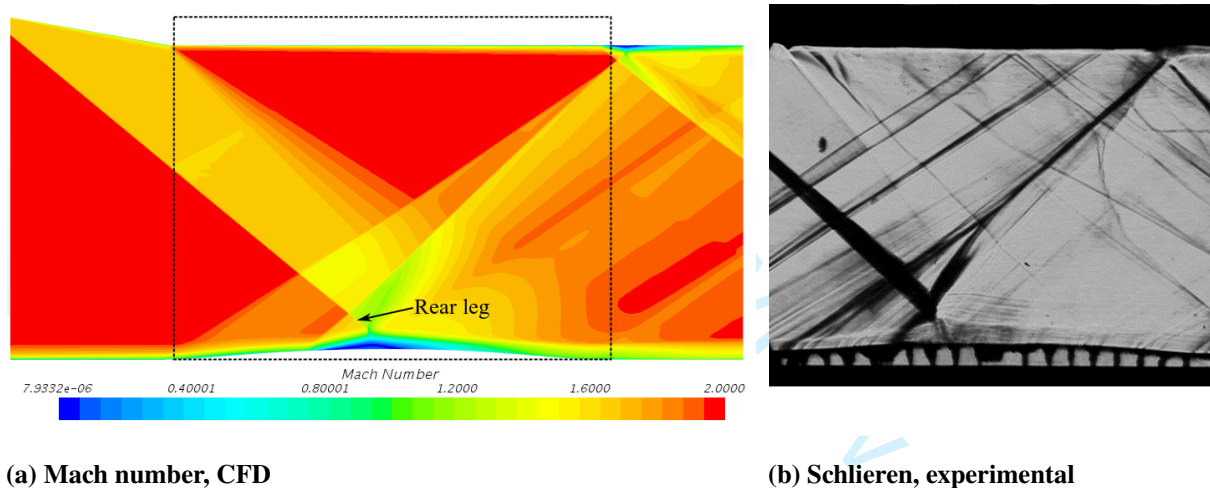 Rear leg
Mach Number
7.9332e-06 0.40001 0.80001 1.2000 1.6000 2.0000
(a) Mach number, CFD
(b) Schlieren, experimental